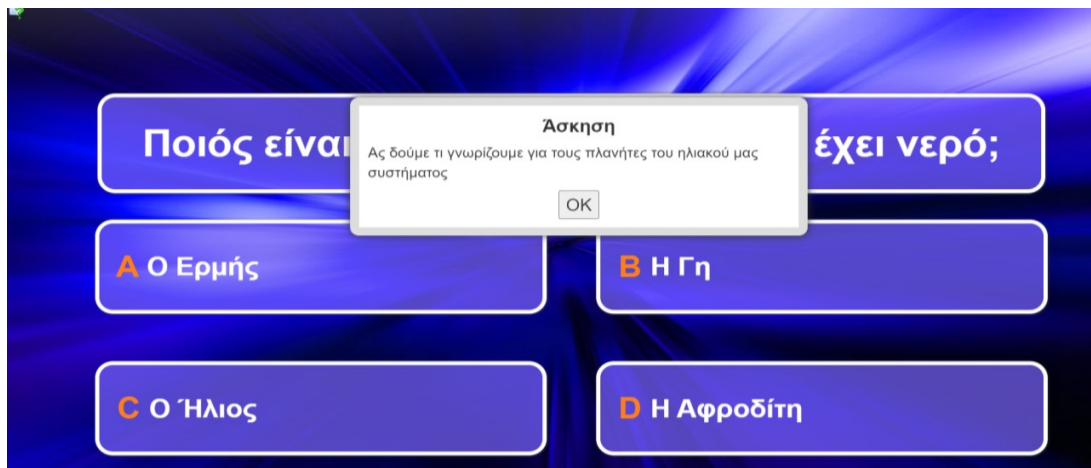 Ποιός είναι έχει νερό;
Άσκηση
Ας δούμε τι γνωρίζουμε για τους πλανήτες του ηλιακού μας
συστήματος
OK
A Ο Ερμής
B Η Γη
C Ο Ήλιος
D Η Αφροδίτη